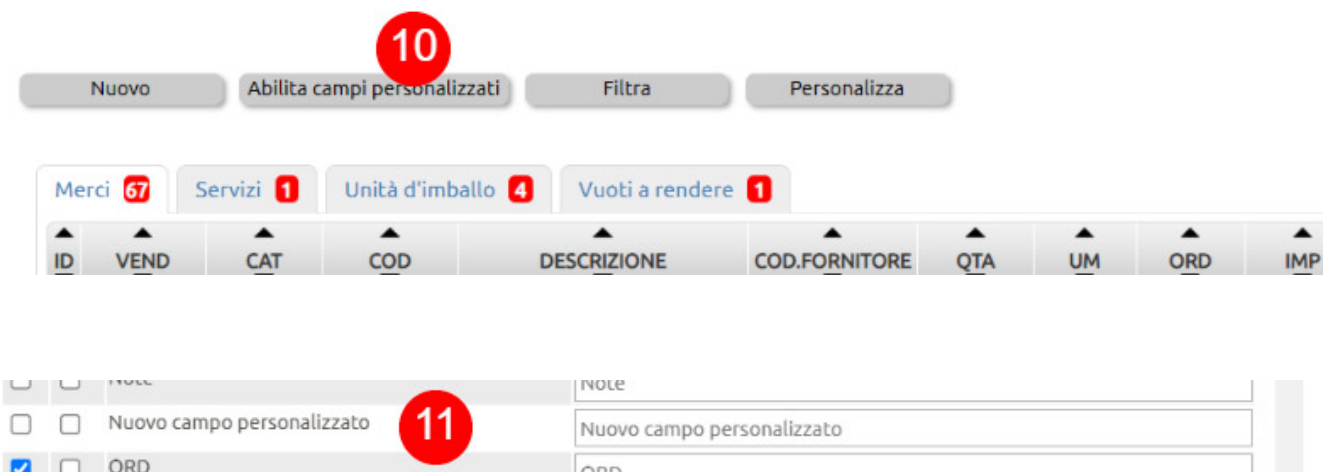 10
Nuovo Abilita campi personalizzati Filtra Personalizza
Merci 67 Servizi 1 Unità d'imballo 4 Vuoti a rendere 1
ID VEND CAT COD DESCRIZIONE COD.FORNITORE QTA UM ORD IMP
Note Note
Nuovo campo personalizzato 11 Nuovo campo personalizzato
ORD ORD